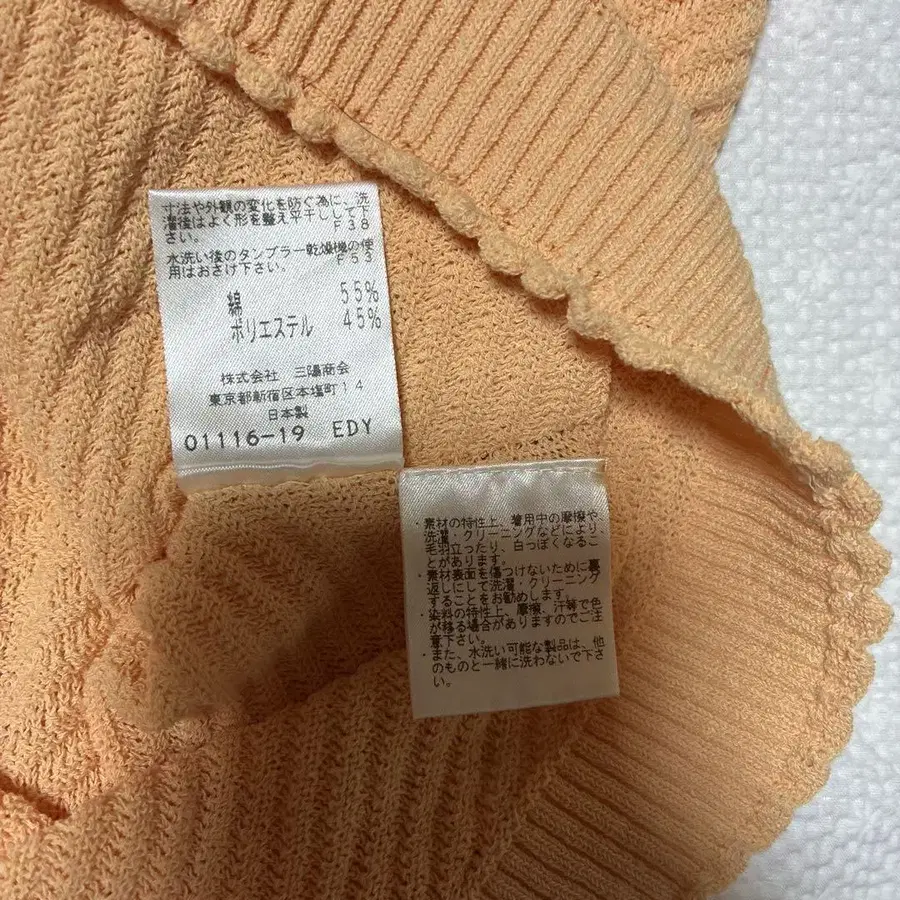 寸法や外観の変化を防ぐ為に、洗
濯後はよく形を整え平干しして下
さい。 F38
水洗い後のタンブラー乾燥機の使
用はおさけ下さい。 F53
綿 55%
ポリエステル 45%
株式会社 三陽商会
東京都新宿区本塩町14
日本製
01116-19 EDY
・素材の特性上、着用中の摩擦や
洗濯・クリーニングなどにより、
毛羽立ったり、白っぽくなるこ
とがあります。
・素材表面を傷つけないために裏
返しにして洗濯・クリーニング
することをお勧めします。
・染料の特性上、摩擦、汗等で色
が移る場合がありますのでご注
意下さい。
・また、水洗い可能な製品は、他
のものと一緒に洗わないで下さ
い。